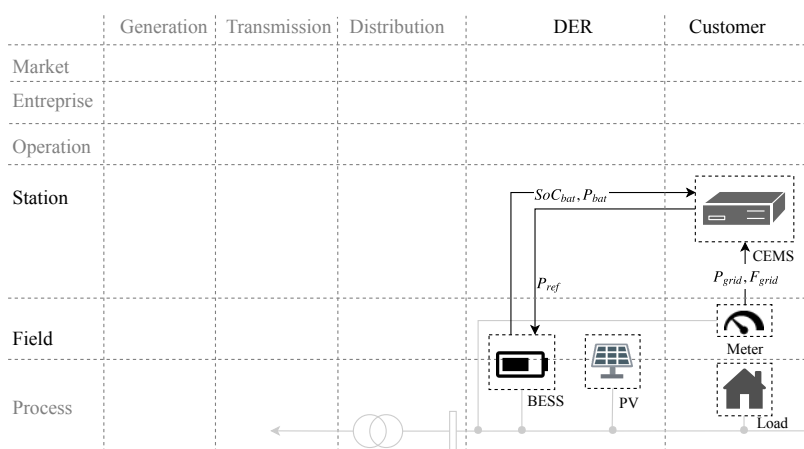 Generation Transmission Distribution DER Customer
Market
Entreprise
Operation
Station
SoC_bat, P_bat
CEMS
P_grid, F_grid
P_ref
Field
Meter
BESS
PV
Process
Load